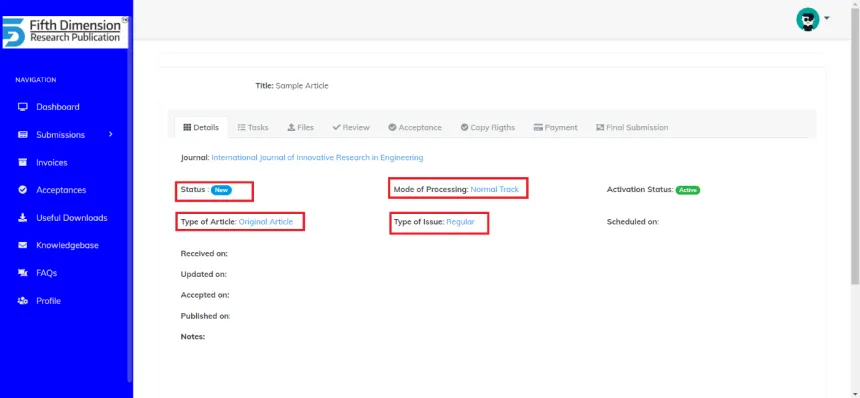 Fifth Dimension
Research Publication
NAVIGATION
Dashboard
Submissions
Invoices
Acceptances
Useful Downloads
Knowledgebase
FAQs
Profile
Title: Sample Article
Details Tasks Files Review Acceptance Copy Rigths Payment Final Submission
Journal: International Journal of Innovative Research in Engineering
Status : New Mode of Processing: Normal Track Activation Status: Active
Type of Article: Original Article Type of Issue: Regular Scheduled on:
Received on:
Updated on:
Accepted on:
Published on:
Notes: